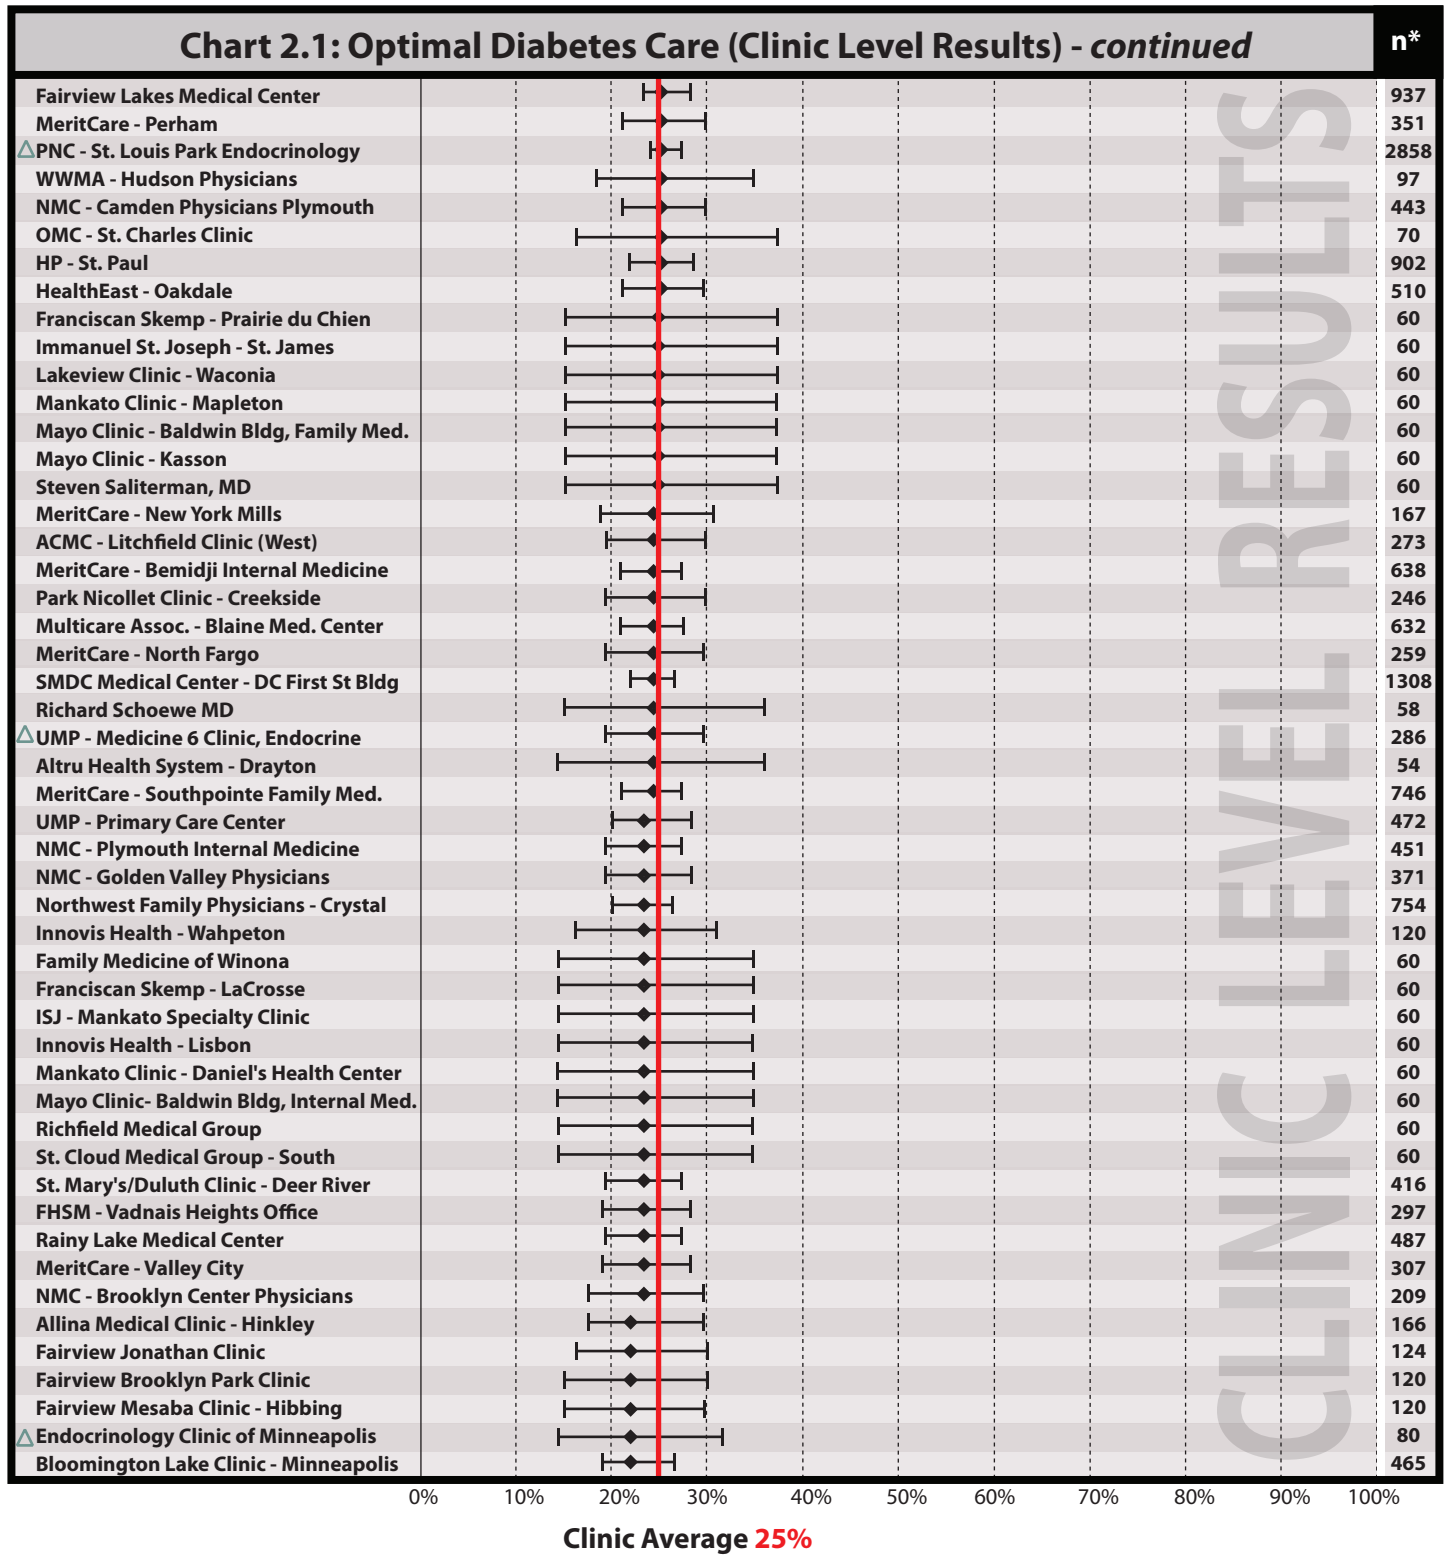 Chart 2.1: Optimal Diabetes Care (Clinic Level Results) - continued n*
Fairview Lakes Medical Center 937
MeritCare - Perham 351
PNC - St. Louis Park Endocrinology 2858
WWMA - Hudson Physicians 97
NMC - Camden Physicians Plymouth 443
OMC - St. Charles Clinic 70
HP - St. Paul 902
HealthEast - Oakdale 510
Franciscan Skemp - Prairie du Chien 60
Immanuel St. Joseph - St. James 60
Lakeview Clinic - Waconia 60
Mankato Clinic - Mapleton 60
Mayo Clinic - Baldwin Bldg, Family Med. 60
Mayo Clinic - Kasson 60
Steven Saliterman, MD 60
MeritCare - New York Mills 167
ACMC - Litchfield Clinic (West) 273
MeritCare - Bemidji Internal Medicine 638
Park Nicollet Clinic - Creekside 246
Multicare Assoc. - Blaine Med. Center 632
MeritCare - North Fargo 259
SMDC Medical Center - DC First St Bldg 1308
Richard Schoewe MD 58
UMP - Medicine 6 Clinic, Endocrine 286
Altru Health System - Drayton 54
MeritCare - Southpointe Family Med. 746
UMP - Primary Care Center 472
NMC - Plymouth Internal Medicine 451
NMC - Golden Valley Physicians 371
Northwest Family Physicians - Crystal 754
Innovis Health - Wahpeton 120
Family Medicine of Winona 60
Franciscan Skemp - LaCrosse 60
ISJ - Mankato Specialty Clinic 60
Innovis Health - Lisbon 60
Mankato Clinic - Daniel's Health Center 60
Mayo Clinic- Baldwin Bldg, Internal Med. 60
Richfield Medical Group 60
St. Cloud Medical Group - South 60
St. Mary's/Duluth Clinic - Deer River 416
FHSM - Vadnais Heights Office 297
Rainy Lake Medical Center 487
MeritCare - Valley City 307
NMC - Brooklyn Center Physicians 209
Allina Medical Clinic - Hinkley 166
Fairview Jonathan Clinic 124
Fairview Brooklyn Park Clinic 120
Fairview Mesaba Clinic - Hibbing 120
Endocrinology Clinic of Minneapolis 80
Bloomington Lake Clinic - Minneapolis 465
CLINIC LEVEL RESULTS
0% 10% 20% 30% 40% 50% 60% 70% 80% 90% 100%
Clinic Average 25%